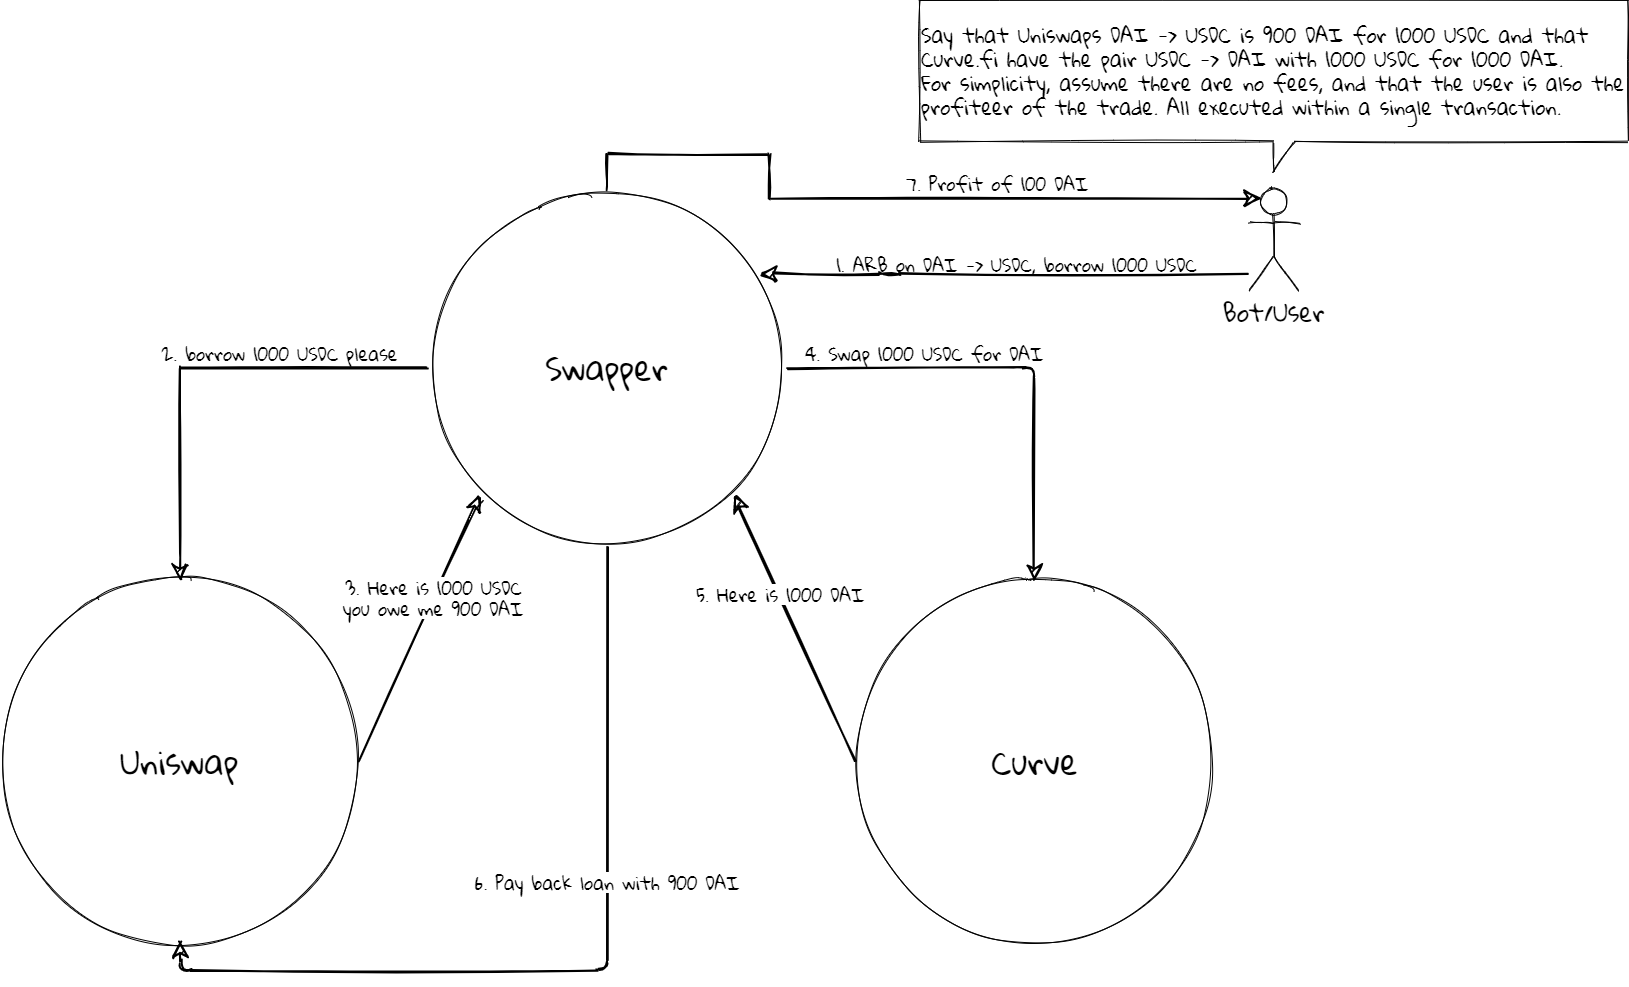 Say that Uniswaps DAI -> USDC is 900 DAI for 1000 USDC and that
Curve.fi have the pair USDC -> DAI with 1000 USDC for 1000 DAI.
For simplicity, assume there are no fees, and that the user is also the
profiteer of the trade. All executed within a single transaction.
7. Profit of 100 DAI
1. ARB on DAI -> USDC, borrow 1000 USDC
Bot/User
2. borrow 1000 USDC please
4. Swap 1000 USDC for DAI
Swapper
3. Here is 1000 USDC
you owe me 900 DAI
5. Here is 1000 DAI
Uniswap
Curve
6. Pay back loan with 900 DAI